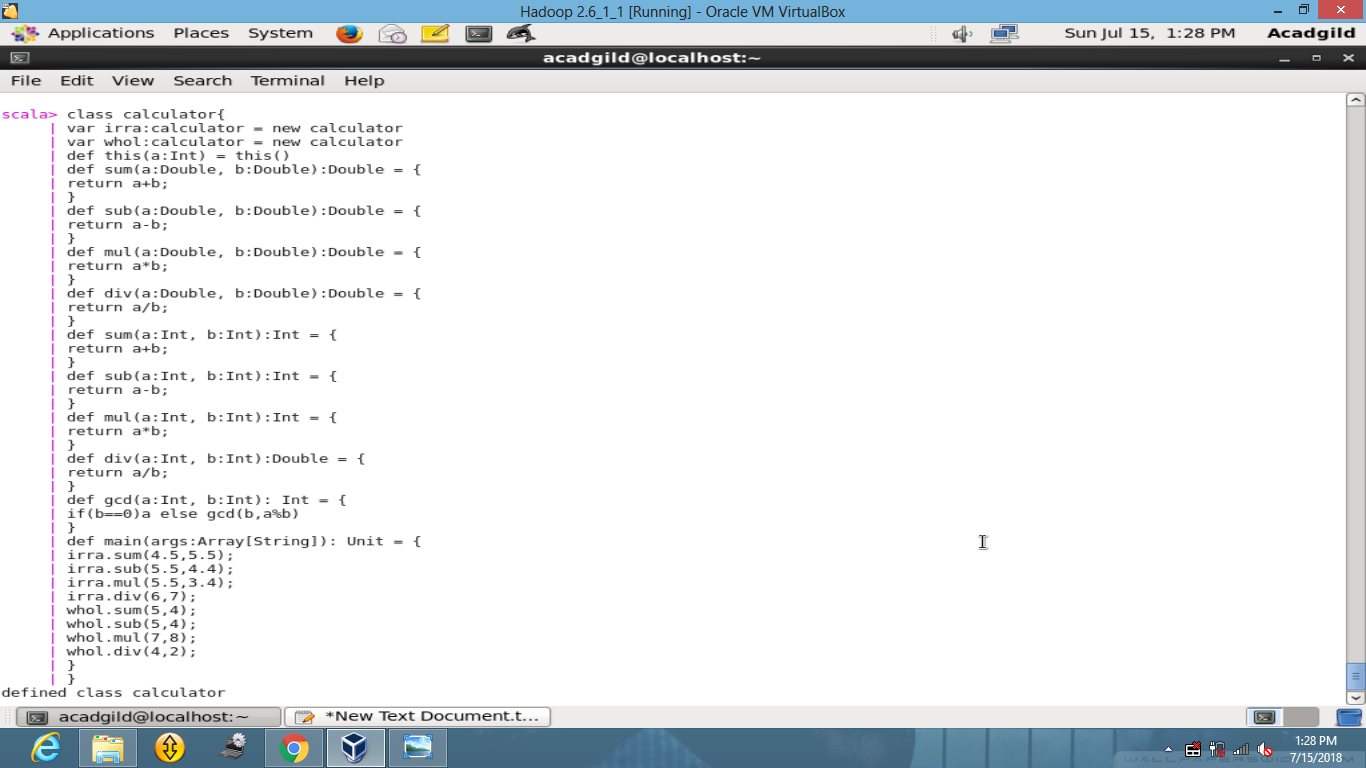 Hadoop 2.6_1_1 [Running] - Oracle VM VirtualBox
Applications Places System Sun Jul 15, 1:28 PM Acadgild
acadgild@localhost:~
File Edit View Search Terminal Help
scala> class calculator{
| var irra:calculator = new calculator
| var whol:calculator = new calculator
| def this(a:Int) = this()
| def sum(a:Double, b:Double):Double = {
| return a+b;
| }
| def sub(a:Double, b:Double):Double = {
| return a-b;
| }
| def mul(a:Double, b:Double):Double = {
| return a*b;
| }
| def div(a:Double, b:Double):Double = {
| return a/b;
| }
| def sum(a:Int, b:Int):Int = {
| return a+b;
| }
| def sub(a:Int, b:Int):Int = {
| return a-b;
| }
| def mul(a:Int, b:Int):Int = {
| return a*b;
| }
| def div(a:Int, b:Int):Double = {
| return a/b;
| }
| def gcd(a:Int, b:Int): Int = {
| if(b==0)a else gcd(b,a%b)
| }
| def main(args:Array[String]): Unit = {
| irra.sum(4.5,5.5);
| irra.sub(5.5,4.4);
| irra.mul(5.5,3.4);
| irra.div(6,7);
| whol.sum(5,4);
| whol.sub(5,4);
| whol.mul(7,8);
| whol.div(4,2);
| }
| }
defined class calculator
acadgild@localhost:~ *New Text Document.t...
1:28 PM
7/15/2018